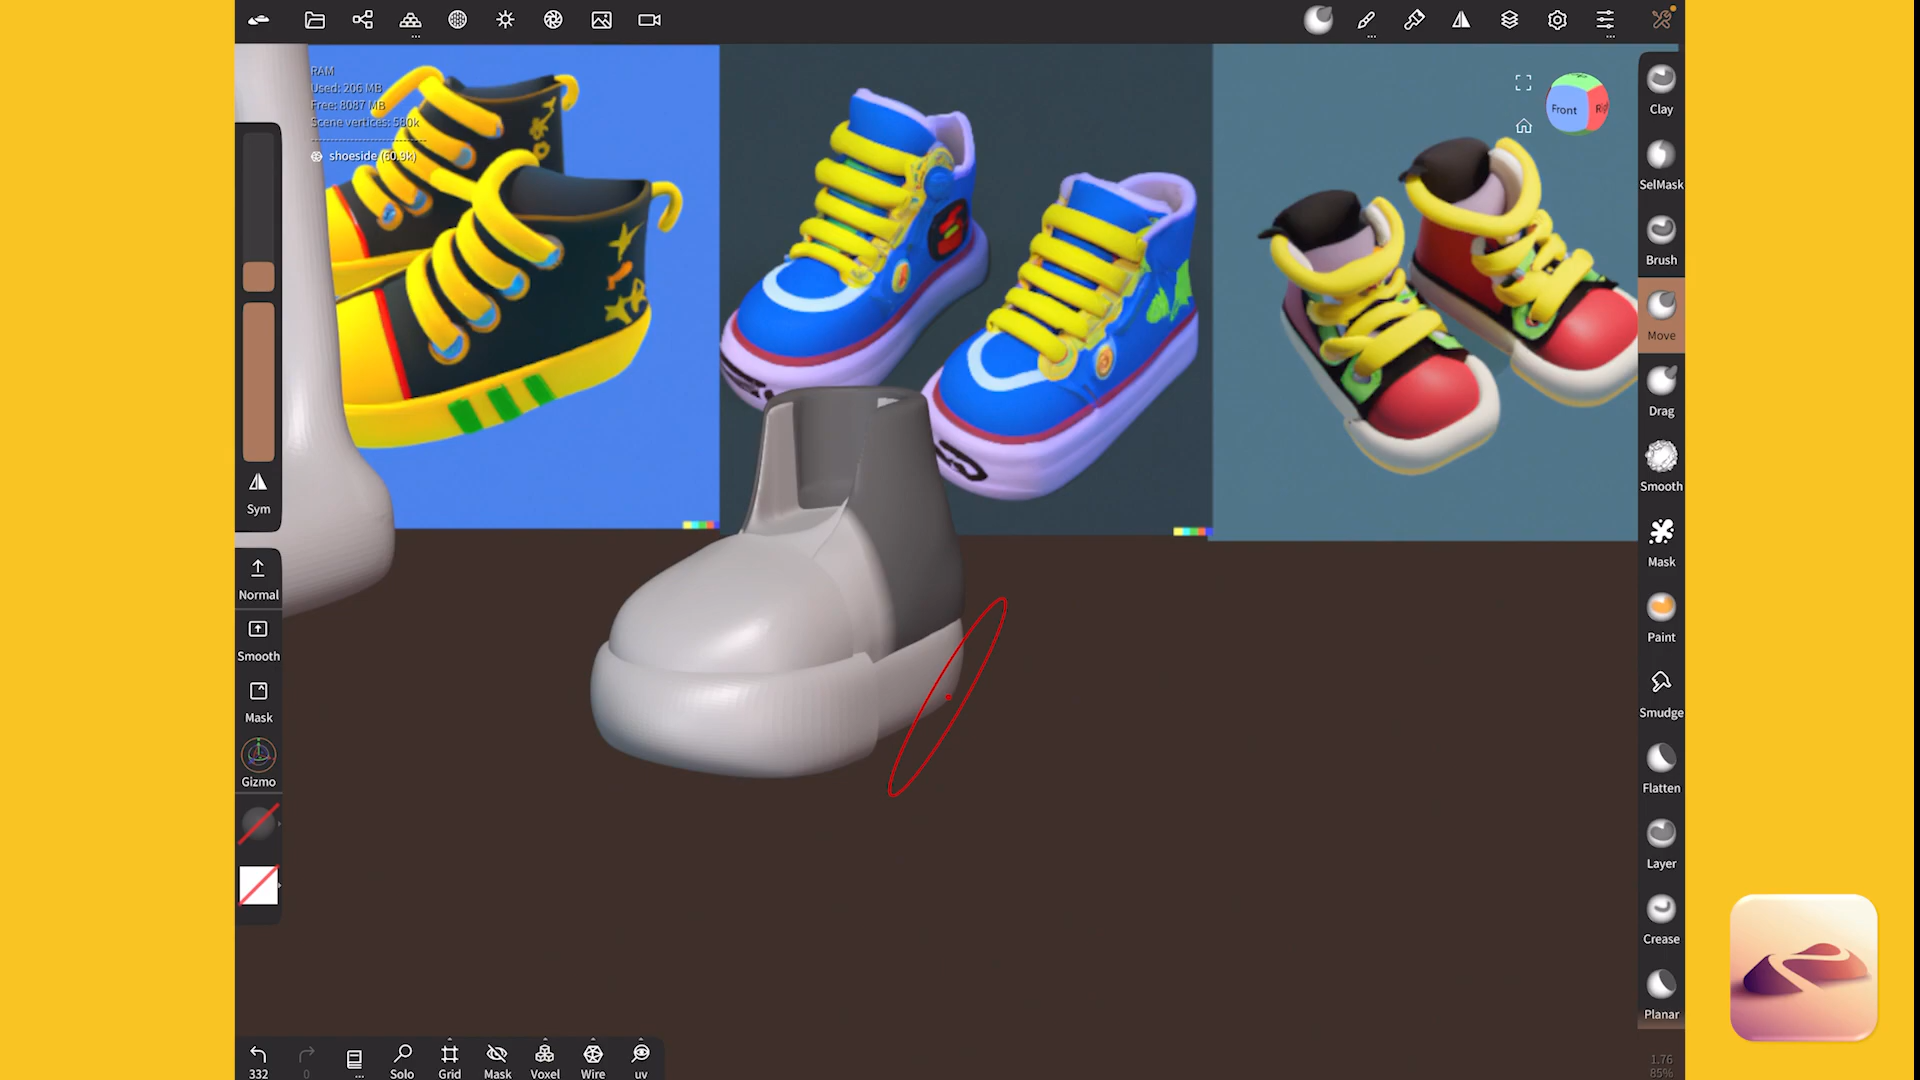 RAM
Used: 206 MB
Free: 8087 MB
Scene vertices: 580k
shoeside (60.9k)
Front
Sym
Normal
Smooth
Mask
Gizmo
Clay
SelMask
Brush
Move
Drag
Smooth
Mask
Paint
Smudge
Flatten
Layer
Crease
Planar
1.76
85%
332
0
...
Solo
Grid
Mask
Voxel
Wire
uv